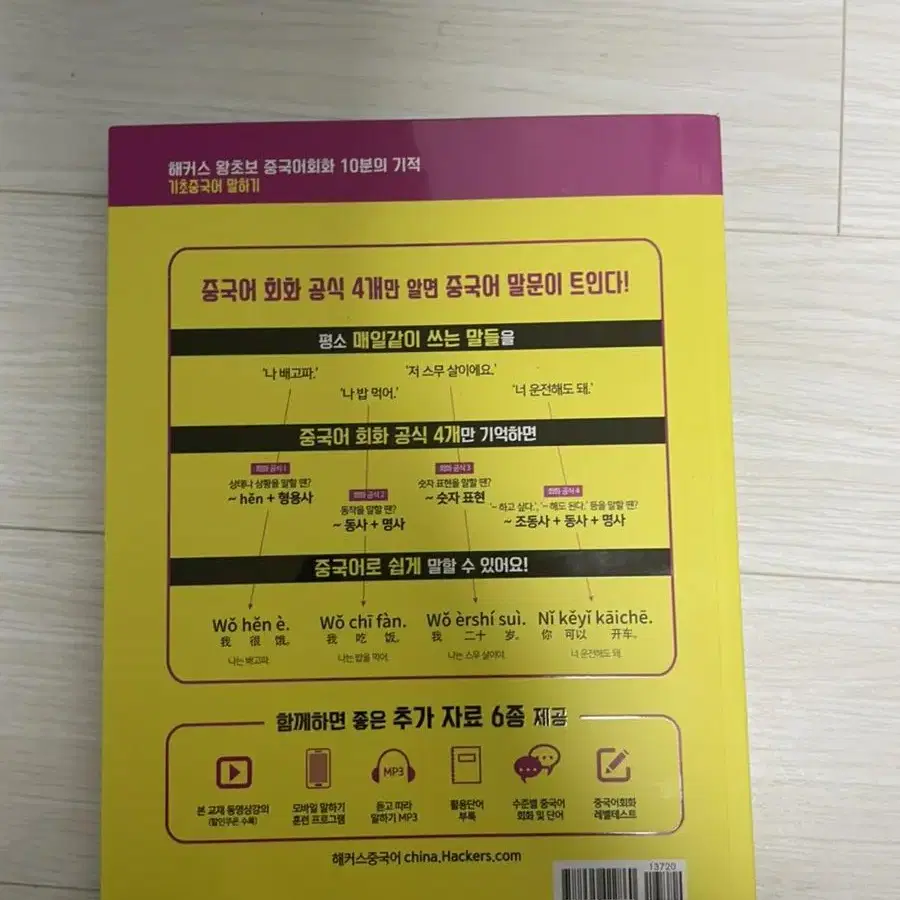 해커스 왕초보 중국어회화 10분의 기적
기초중국어 말하기
중국어 회화 공식 4개만 알면 중국어 말문이 트인다!
평소 매일같이 쓰는 말들을
'나 배고파.'
'저 스무 살이에요.'
'나 밥 먹어.'
'너 운전해도 돼.'
중국어 회화 공식 4개만 기억하면
회화 공식 1
상태나 상황을 말할 땐?
~ hěn + 형용사
회화 공식 2
동작을 말할 땐?
~ 동사 + 명사
회화 공식 3
숫자 표현을 말할 땐?
~ 숫자 표현
회화 공식 4
'~ 하고 싶다.', '~ 해도 된다.' 등을 말할 땐?
~ 조동사 + 동사 + 명사
중국어로 쉽게 말할 수 있어요!
Wǒ hěn è.
我 很 饿。
나는 배고파.
Wǒ chī fàn.
我 吃 饭。
나는 밥을 먹어.
Wǒ èrshí suì.
我 二十 岁。
나는 스무 살이야.
Nǐ kěyǐ kāichē.
你 可以 开车。
너 운전해도 돼.
함께하면 좋은 추가 자료 6종 제공
본 교재 동영상강의
(할인쿠폰 수록)
모바일 말하기
훈련 프로그램
MP3
듣고 따라
말하기 MP3
활용단어
부록
수준별 중국어
회화 및 단어
중국어회화
레벨테스트
해커스중국어 china.Hackers.com
13720